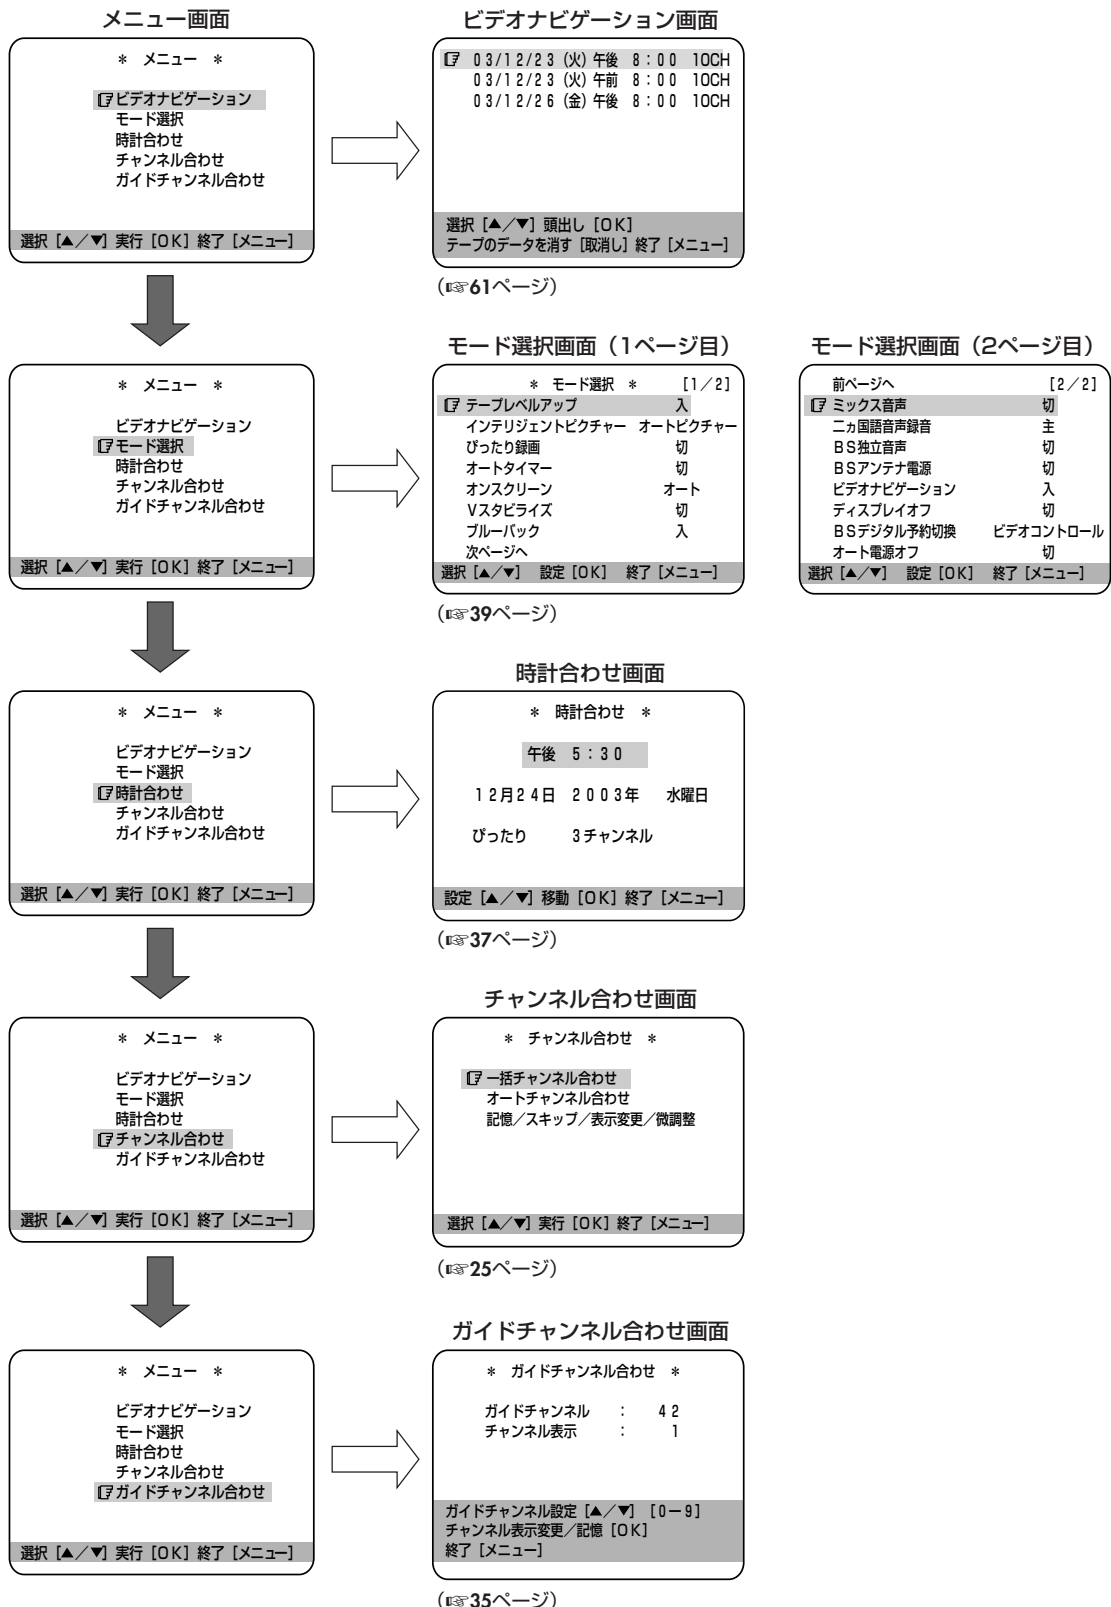 メニュー画面
＊ メニュー ＊
ビデオナビゲーション
モード選択
時計合わせ
チャンネル合わせ
ガイドチャンネル合わせ
選択［▲／▼］実行［OK］終了［メニュー］
ビデオナビゲーション画面
03/12/23（火）午後 8：00 10CH
03/12/23（火）午前 8：00 10CH
03/12/26（金）午後 8：00 10CH
選択［▲／▼］頭出し［OK］
テープのデータを消す［取消し］終了［メニュー］
（☞61ページ）
＊ メニュー ＊
ビデオナビゲーション
モード選択
時計合わせ
チャンネル合わせ
ガイドチャンネル合わせ
選択［▲／▼］実行［OK］終了［メニュー］
モード選択画面（1ページ目）
＊ モード選択 ＊ ［1／2］
テープレベルアップ 入
インテリジェントピクチャー オートピクチャー
ぴったり録画 切
オートタイマー 切
オンスクリーン オート
Vスタビライズ 切
ブルーバック 入
次ページへ
選択［▲／▼］ 設定［OK］ 終了［メニュー］
（☞39ページ）
モード選択画面（2ページ目）
前ページへ ［2／2］
ミックス音声 切
二ヵ国語音声録音 主
BS独立音声 切
BSアンテナ電源 切
ビデオナビゲーション 入
ディスプレイオフ 切
BSデジタル予約切換 ビデオコントロール
オート電源オフ 切
選択［▲／▼］ 設定［OK］ 終了［メニュー］
＊ メニュー ＊
ビデオナビゲーション
モード選択
時計合わせ
チャンネル合わせ
ガイドチャンネル合わせ
選択［▲／▼］実行［OK］終了［メニュー］
時計合わせ画面
＊ 時計合わせ ＊
午後 5：30
12月24日 2003年 水曜日
ぴったり 3チャンネル
設定［▲／▼］移動［OK］終了［メニュー］
（☞37ページ）
＊ メニュー ＊
ビデオナビゲーション
モード選択
時計合わせ
チャンネル合わせ
ガイドチャンネル合わせ
選択［▲／▼］実行［OK］終了［メニュー］
チャンネル合わせ画面
＊ チャンネル合わせ ＊
一括チャンネル合わせ
オートチャンネル合わせ
記憶／スキップ／表示変更／微調整
選択［▲／▼］実行［OK］終了［メニュー］
（☞25ページ）
＊ メニュー ＊
ビデオナビゲーション
モード選択
時計合わせ
チャンネル合わせ
ガイドチャンネル合わせ
選択［▲／▼］実行［OK］終了［メニュー］
ガイドチャンネル合わせ画面
＊ ガイドチャンネル合わせ ＊
ガイドチャンネル ： 42
チャンネル表示 ： 1
ガイドチャンネル設定［▲／▼］［0－9］
チャンネル表示変更／記憶［OK］
終了［メニュー］
（☞35ページ）